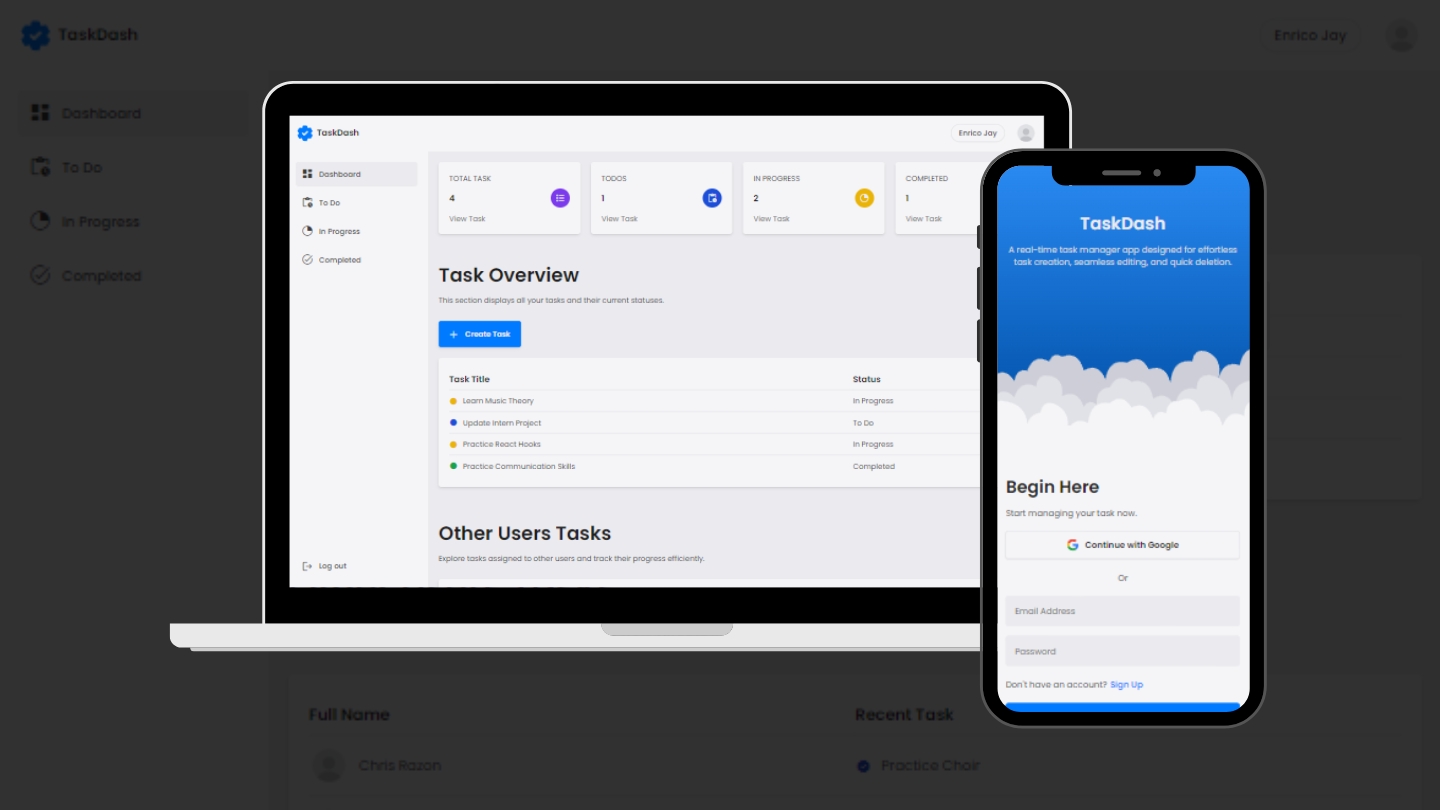 TaskDash
Enrico Jay
Dashboard
To Do
In Progress
Completed
TaskDash
Enrico Jay
Dashboard
To Do
In Progress
Completed
Log out
TOTAL TASK
4
View Task
TODOS
1
View Task
IN PROGRESS
2
View Task
COMPLETED
1
View Task
Task Overview
This section displays all your tasks and their current statuses.
Create Task
Task Title Status
Learn Music Theory In Progress
Update Intern Project To Do
Practice React Hooks In Progress
Practice Communication Skills Completed
Other Users Tasks
Explore tasks assigned to other users and track their progress efficiently.
TaskDash
A real-time task manager app designed for effortless
task creation, seamless editing, and quick deletion.
Begin Here
Start managing your task now.
Continue with Google
Or
Email Address
Password
Don't have an account? Sign Up
Full Name Recent Task
Chris Razon Practice Choir